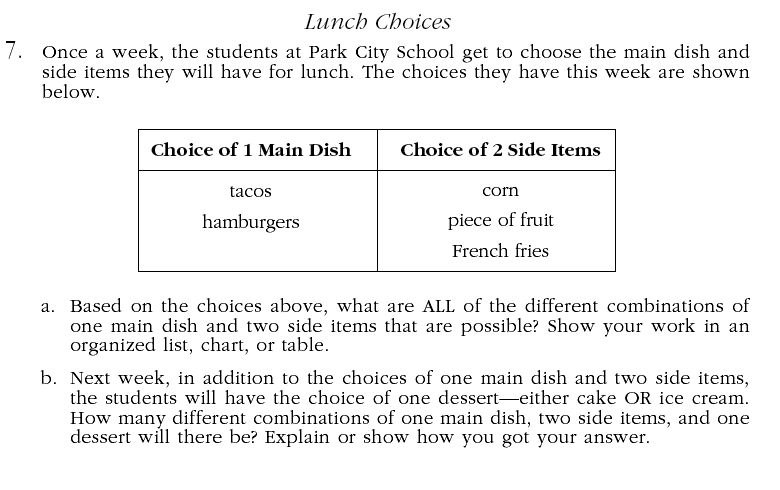 Lunch Choices
7. Once a week, the students at Park City School get to choose the main dish and
side items they will have for lunch. The choices they have this week are shown
below.
Choice of 1 Main Dish Choice of 2 Side Items
tacos corn
hamburgers piece of fruit
French fries
a. Based on the choices above, what are ALL of the different combinations of
one main dish and two side items that are possible? Show your work in an
organized list, chart, or table.
b. Next week, in addition to the choices of one main dish and two side items,
the students will have the choice of one dessert—either cake OR ice cream.
How many different combinations of one main dish, two side items, and one
dessert will there be? Explain or show how you got your answer.